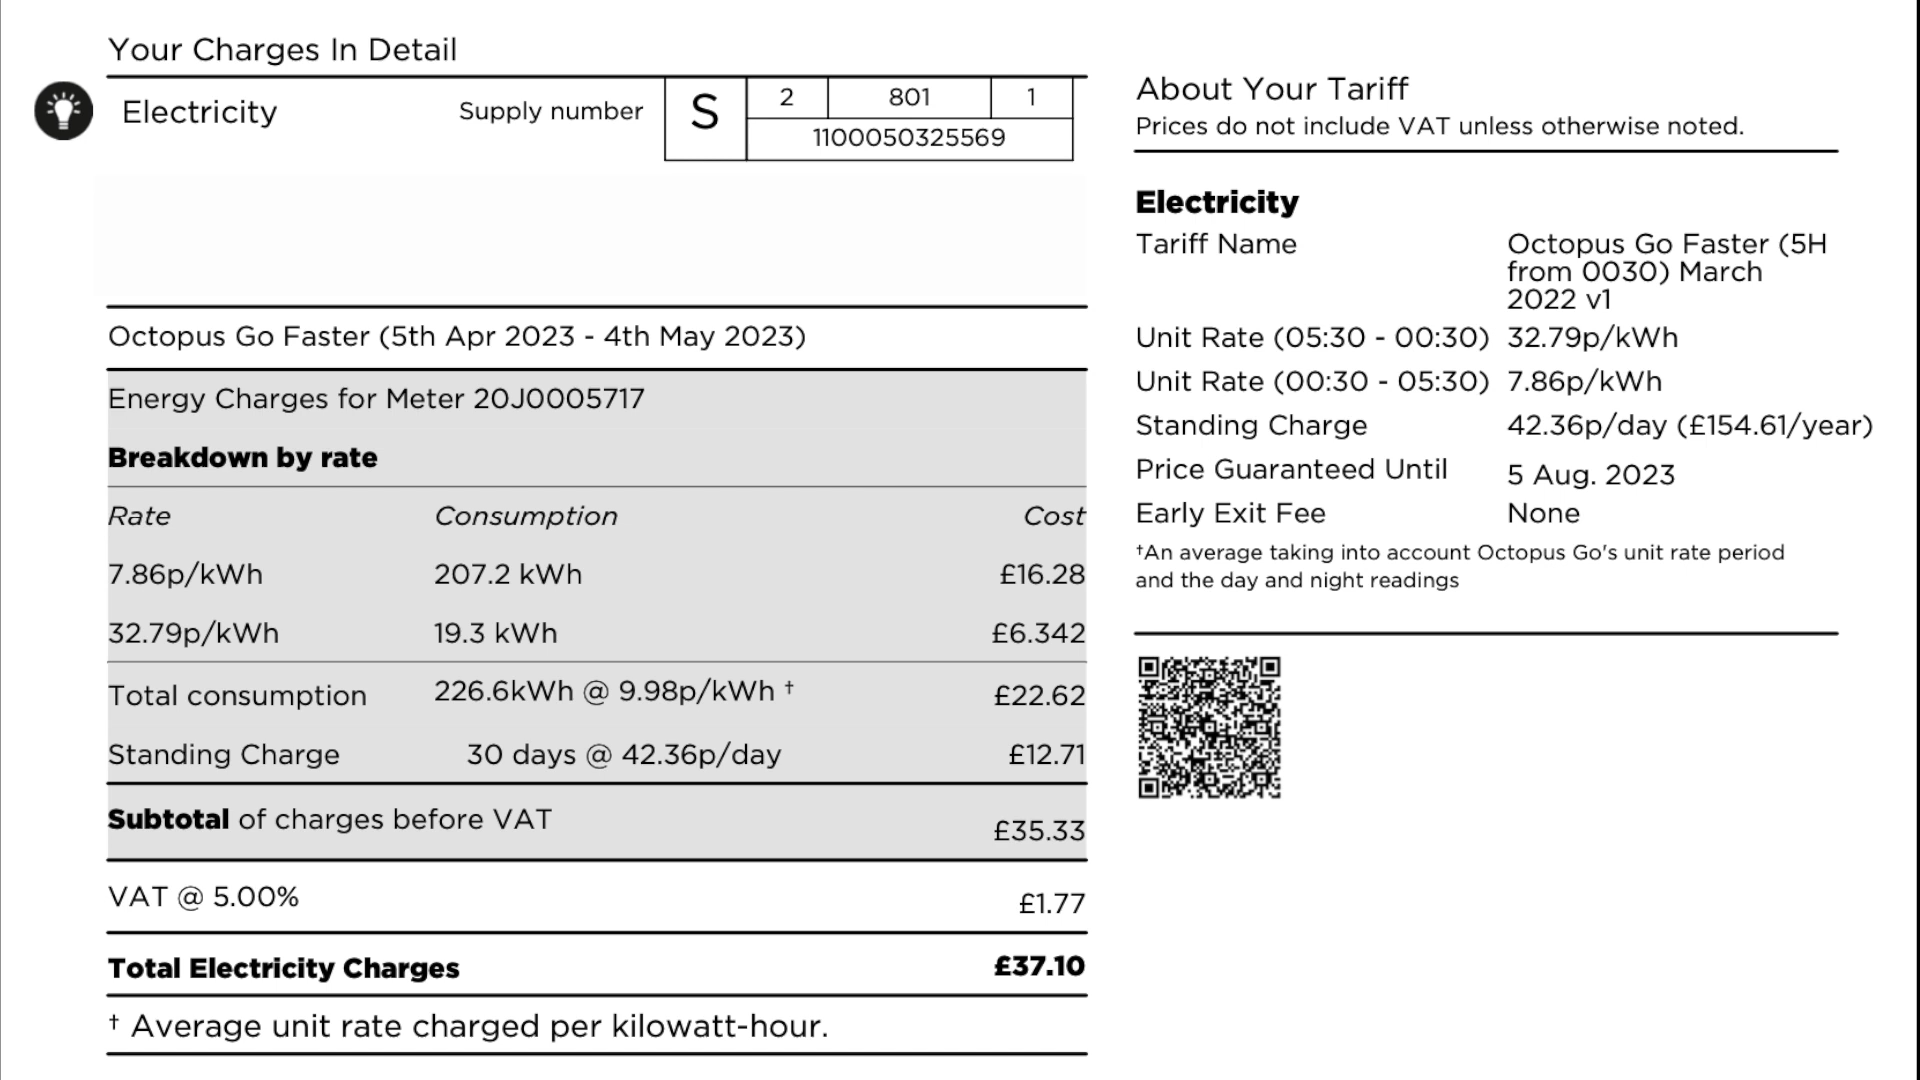 Your Charges In Detail
Electricity
Supply number
S
2
801
1
1100050325569
Octopus Go Faster (5th Apr 2023 - 4th May 2023)
Energy Charges for Meter 20J0005717
Breakdown by rate
Rate Consumption Cost
7.86p/kWh 207.2 kWh £16.28
32.79p/kWh 19.3 kWh £6.342
Total consumption 226.6kWh @ 9.98p/kWh † £22.62
Standing Charge 30 days @ 42.36p/day £12.71
Subtotal of charges before VAT £35.33
VAT @ 5.00% £1.77
Total Electricity Charges £37.10
† Average unit rate charged per kilowatt-hour.
About Your Tariff
Prices do not include VAT unless otherwise noted.
Electricity
Tariff Name Octopus Go Faster (5H
from 0030) March
2022 v1
Unit Rate (05:30 - 00:30) 32.79p/kWh
Unit Rate (00:30 - 05:30) 7.86p/kWh
Standing Charge 42.36p/day (£154.61/year)
Price Guaranteed Until 5 Aug. 2023
Early Exit Fee None
†An average taking into account Octopus Go's unit rate period
and the day and night readings